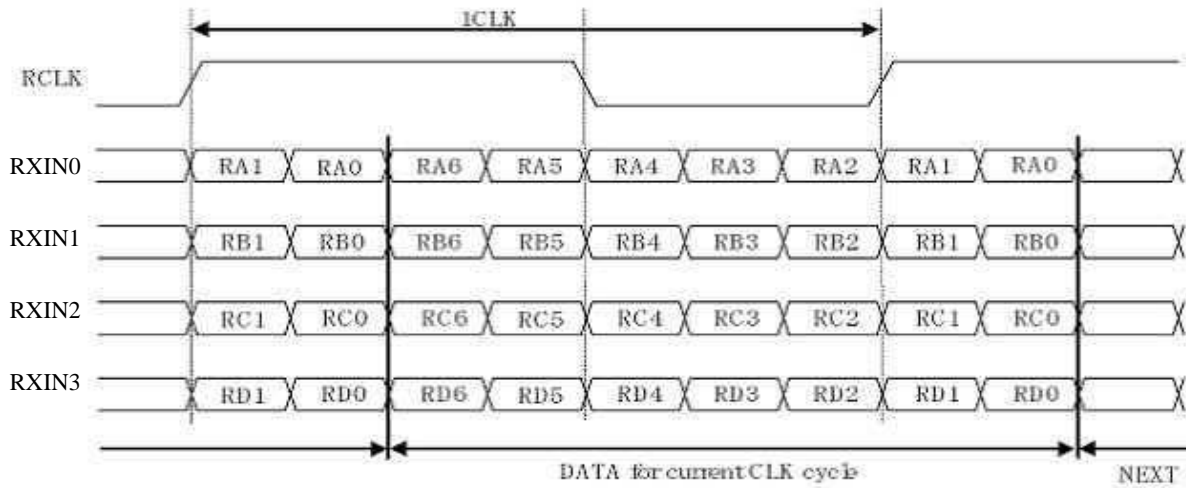 1CLK
RCLK
RXIN0 RA1 RA0 RA6 RA5 RA4 RA3 RA2 RA1 RA0
RXIN1 RB1 RB0 RB6 RB5 RB4 RB3 RB2 RB1 RB0
RXIN2 RC1 RC0 RC6 RC5 RC4 RC3 RC2 RC1 RC0
RXIN3 RD1 RD0 RD6 RD5 RD4 RD3 RD2 RD1 RD0
DATA for current CLK cycle NEXT